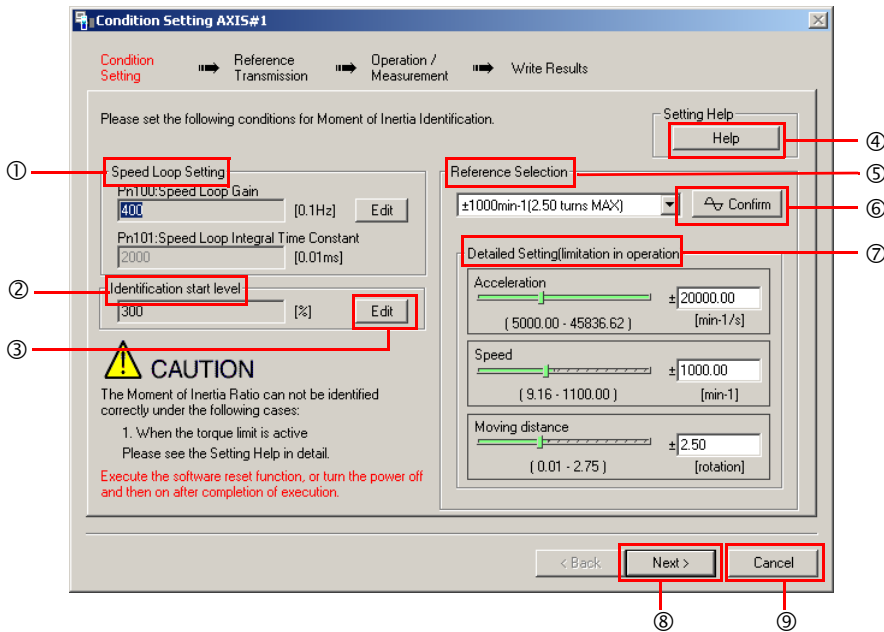 Condition Setting AXIS#1
Condition
Setting
Reference
Transmission
Operation /
Measurement
Write Results
Please set the following conditions for Moment of Inertia Identification.
Setting Help
Help
④
①
Speed Loop Setting
Pn100:Speed Loop Gain
400
[0.1Hz]
Edit
Pn101:Speed Loop Integral Time Constant
2000
[0.01ms]
②
Identification start level
300
[%]
Edit
③
CAUTION
The Moment of Inertia Ratio can not be identified
correctly under the following cases:
1. When the torque limit is active
Please see the Setting Help in detail.
Execute the software reset function, or turn the power off
and then on after completion of execution.
Reference Selection
⑤
±1000min-1(2.50 turns MAX)
Confirm
⑥
Detailed Setting(limitation in operation
⑦
Acceleration
± 20000.00
( 5000.00 - 45836.62 )
[min-1/s]
Speed
± 1000.00
( 9.16 - 1100.00 )
[min-1]
Moving distance
± 2.50
( 0.01 - 2.75 )
[rotation]
< Back
Next >
Cancel
⑧
⑨